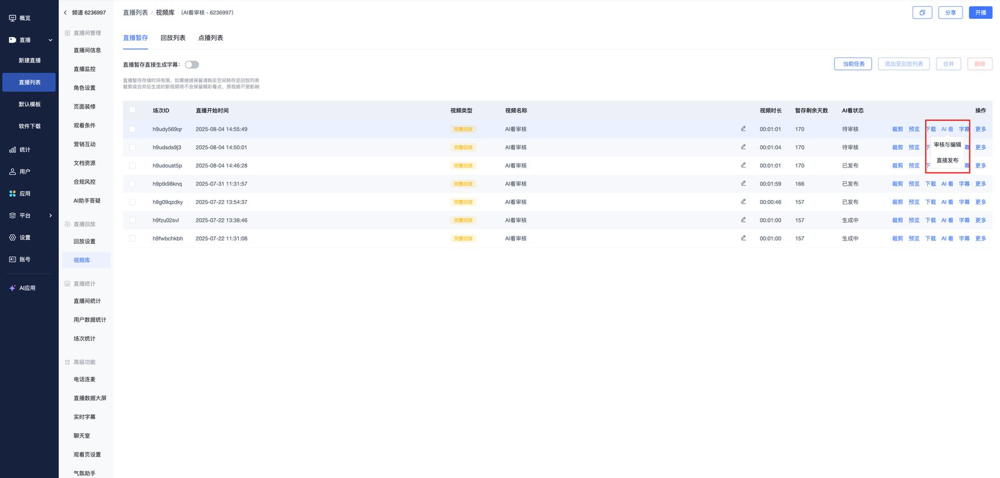 概览
直播
新建直播
直播列表
默认模板
软件下载
统计
用户
应用
平台
设置
账号
AI应用
频道 6236997
直播间管理
直播间信息
直播监控
角色设置
页面装修
观看条件
营销互动
文档资源
合规风控
AI助手答疑
直播回放
回放设置
视频库
直播统计
直播间统计
用户数据统计
场次统计
高级功能
电话连麦
直播数据大屏
实时字幕
聊天室
观看页设置
气氛助手
直播列表 / 视频库 （AI看审核 - 6236997）
分享 开播
直播暂存 回放列表 点播列表
直播暂存直接生成字幕：
当前任务 添加至回放列表 合并 删除
直播暂存存储时间有限，如需继续保留请购买空间转存至回放列表
裁剪或合并后生成的新视频将不会保留精彩看点，原视频不受影响
场次ID 直播开始时间 视频类型 视频名称 视频时长 暂存剩余天数 AI看状态 操作
h9udy569qr 2025-08-04 14:55:49 完整回放 AI看审核 00:01:01 170 待审核 裁剪 预览 下载 AI 看 字幕 更多
h9udsds9j3 2025-08-04 14:50:01 完整回放 AI看审核 00:01:04 170 待审核 裁剪 预览 下 幕 更多
审核与编辑
直接发布
h9udoust5p 2025-08-04 14:46:28 完整回放 AI看审核 00:01:01 170 已发布 裁剪 预览 下 幕 更多
h9ptk98knq 2025-07-31 11:31:57 完整回放 AI看审核 00:01:59 166 已发布 裁剪 预览 下载 AI 看 字幕 更多
h9g09qzdky 2025-07-22 13:54:37 完整回放 AI看审核 00:00:46 157 已发布 裁剪 预览 下载 AI 看 字幕 更多
h9fzu02svl 2025-07-22 13:38:46 完整回放 AI看审核 00:01:00 157 生成中 裁剪 预览 下载 AI 看 字幕 更多
h9fwbchkbh 2025-07-22 11:31:08 完整回放 AI看审核 00:01:00 157 生成中 裁剪 预览 下载 AI 看 字幕 更多